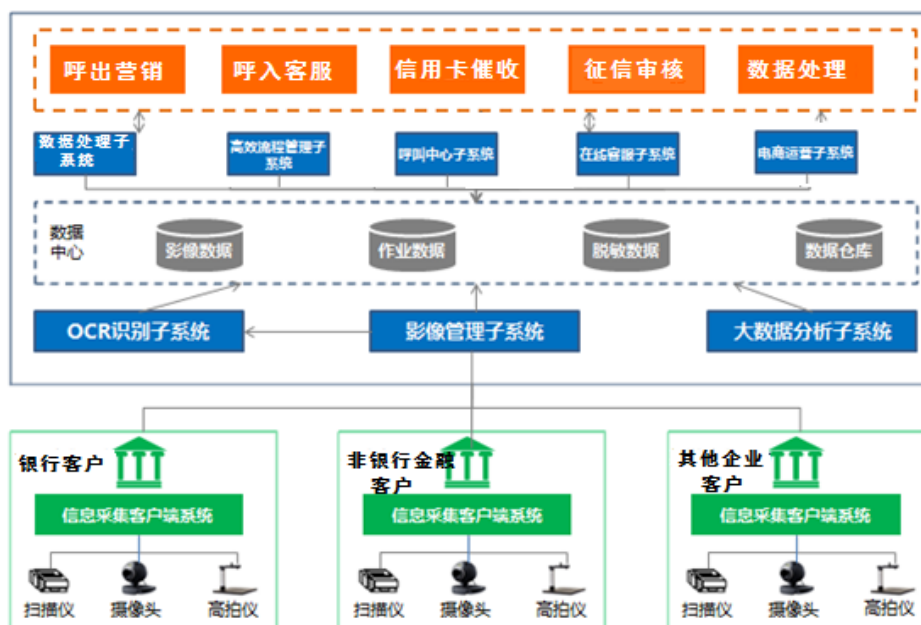 呼出营销
呼入客服
信用卡催收
征信审核
数据处理
数据处理子
系统
高效流程管理子
系统
呼叫中心子系统
在线客服子系统
电商运营子系统
数据
中心
影像数据
作业数据
脱敏数据
数据仓库
OCR识别子系统
影像管理子系统
大数据分析子系统
银行客户
信息采集客户端系统
扫描仪
摄像头
高拍仪
非银行金融
客户
信息采集客户端系统
扫描仪
摄像头
高拍仪
其他企业
客户
信息采集客户端系统
扫描仪
摄像头
高拍仪